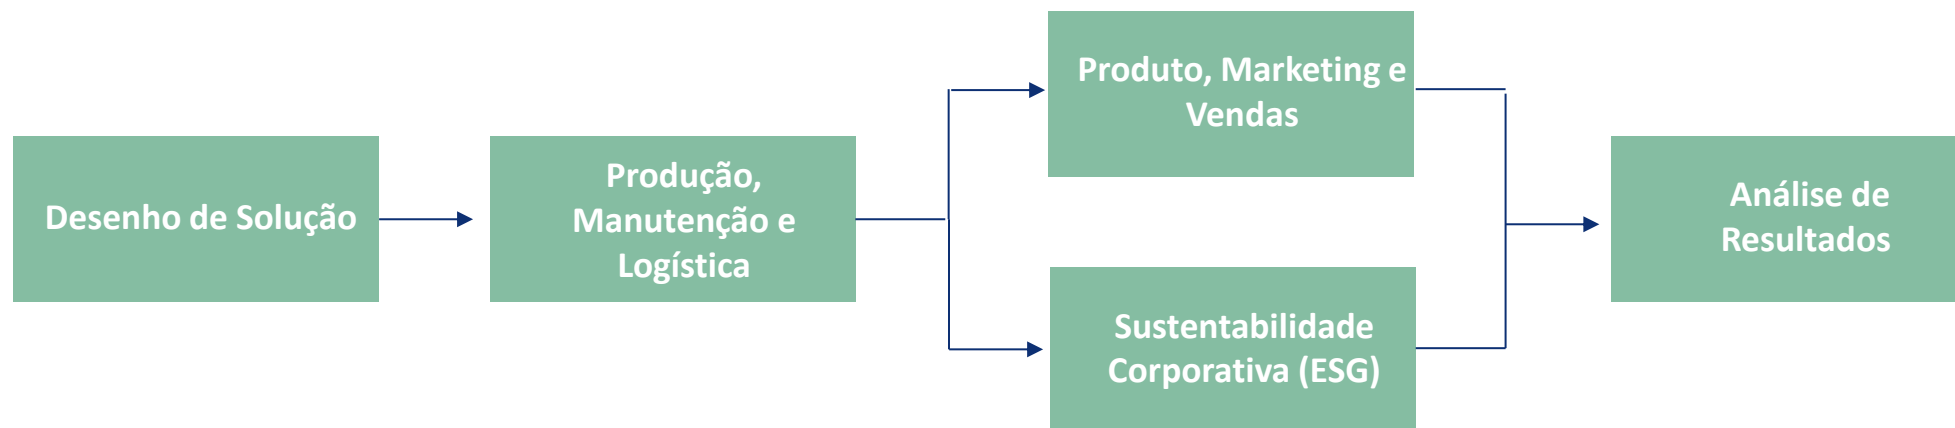 Desenho de Solução
Produção,
Manutenção e
Logística
Produto, Marketing e
Vendas
Sustentabilidade
Corporativa (ESG)
Análise de
Resultados